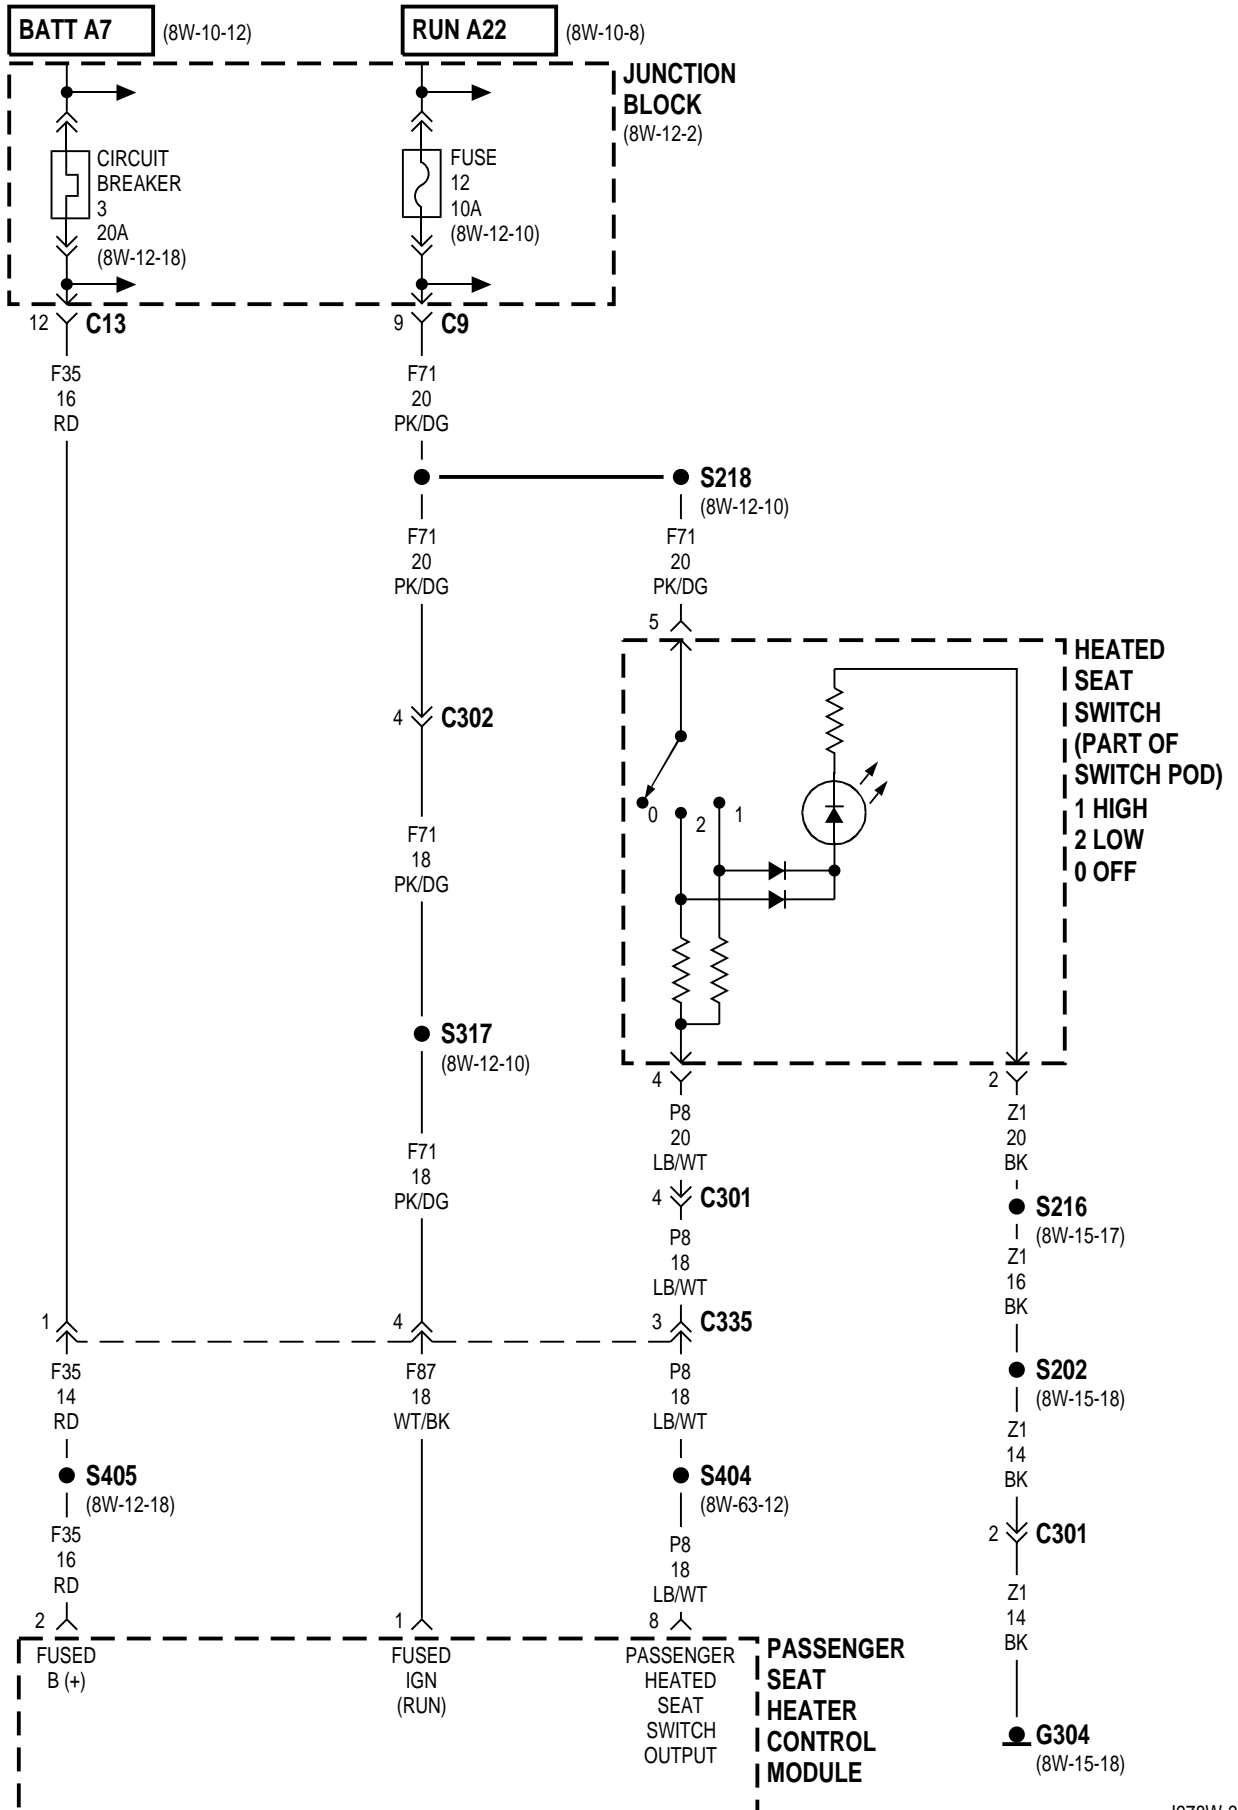 BATT A7 (8W-10-12)
RUN A22 (8W-10-8)
JUNCTION
BLOCK
(8W-12-2)
CIRCUIT
BREAKER
3
20A
(8W-12-18)
FUSE
12
10A
(8W-12-10)
12 C13
9 C9
F35
16
RD
F71
20
PK/DG
S218
(8W-12-10)
F71
20
PK/DG
F71
20
PK/DG
5
HEATED
SEAT
SWITCH
(PART OF
SWITCH POD)
1 HIGH
2 LOW
0 OFF
4 C302
0
2
1
F71
18
PK/DG
S317
(8W-12-10)
4
2
P8
20
LB/WT
Z1
20
BK
F71
18
PK/DG
4 C301
S216
(8W-15-17)
P8
18
LB/WT
Z1
16
BK
1
4
3 C335
F35
14
RD
F87
18
WT/BK
P8
18
LB/WT
S202
(8W-15-18)
Z1
14
BK
S405
(8W-12-18)
S404
(8W-63-12)
F35
16
RD
P8
18
LB/WT
2 C301
Z1
14
BK
2
1
8
FUSED
B (+)
FUSED
IGN
(RUN)
PASSENGER
HEATED
SEAT
SWITCH
OUTPUT
PASSENGER
SEAT
HEATER
CONTROL
MODULE
G304
(8W-15-18)